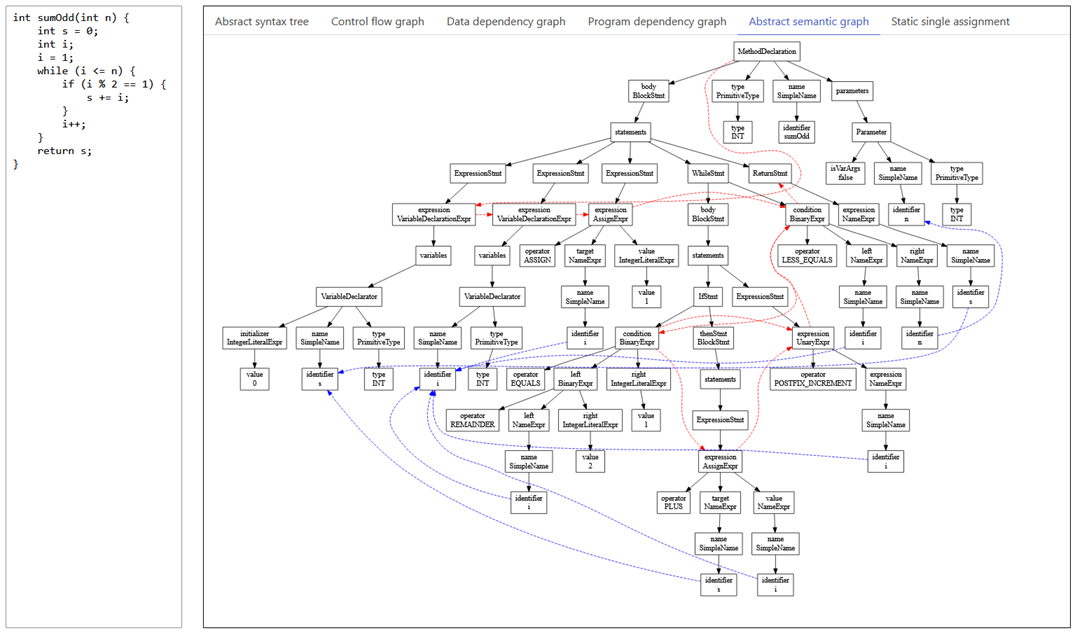 int sumOdd(int n) {
int s = 0;
int i;
i = 1;
while (i <= n) {
if (i % 2 == 1) {
s += i;
}
i++;
}
return s;
}
Absract syntax tree
Control flow graph
Data dependency graph
Program dependency graph
Abstract semantic graph
Static single assignment
MethodDeclaration
body
BlockStmt
type
PrimitiveType
name
SimpleName
parameters
statements
type
INT
identifier
sumOdd
Parameter
ExpressionStmt
ExpressionStmt
ExpressionStmt
WhileStmt
ReturnStmt
isVarArgs
false
name
SimpleName
type
PrimitiveType
expression
VariableDeclarationExpr
expression
VariableDeclarationExpr
expression
AssignExpr
body
BlockStmt
condition
BinaryExpr
expression
NameExpr
identifier
n
type
INT
variables
variables
operator
ASSIGN
target
NameExpr
value
IntegerLiteralExpr
statements
operator
LESS_EQUALS
left
NameExpr
right
NameExpr
name
SimpleName
VariableDeclarator
VariableDeclarator
name
SimpleName
value
1
IfStmt
ExpressionStmt
name
SimpleName
name
SimpleName
identifier
s
initializer
IntegerLiteralExpr
name
SimpleName
type
PrimitiveType
name
SimpleName
type
PrimitiveType
identifier
i
condition
BinaryExpr
thenStmt
BlockStmt
expression
UnaryExpr
identifier
i
identifier
n
value
0
identifier
s
type
INT
identifier
i
type
INT
operator
EQUALS
left
BinaryExpr
right
IntegerLiteralExpr
statements
operator
POSTFIX_INCREMENT
expression
NameExpr
operator
REMAINDER
left
NameExpr
right
IntegerLiteralExpr
value
1
ExpressionStmt
name
SimpleName
name
SimpleName
value
2
expression
AssignExpr
identifier
i
identifier
i
operator
PLUS
target
NameExpr
value
NameExpr
name
SimpleName
name
SimpleName
identifier
s
identifier
i